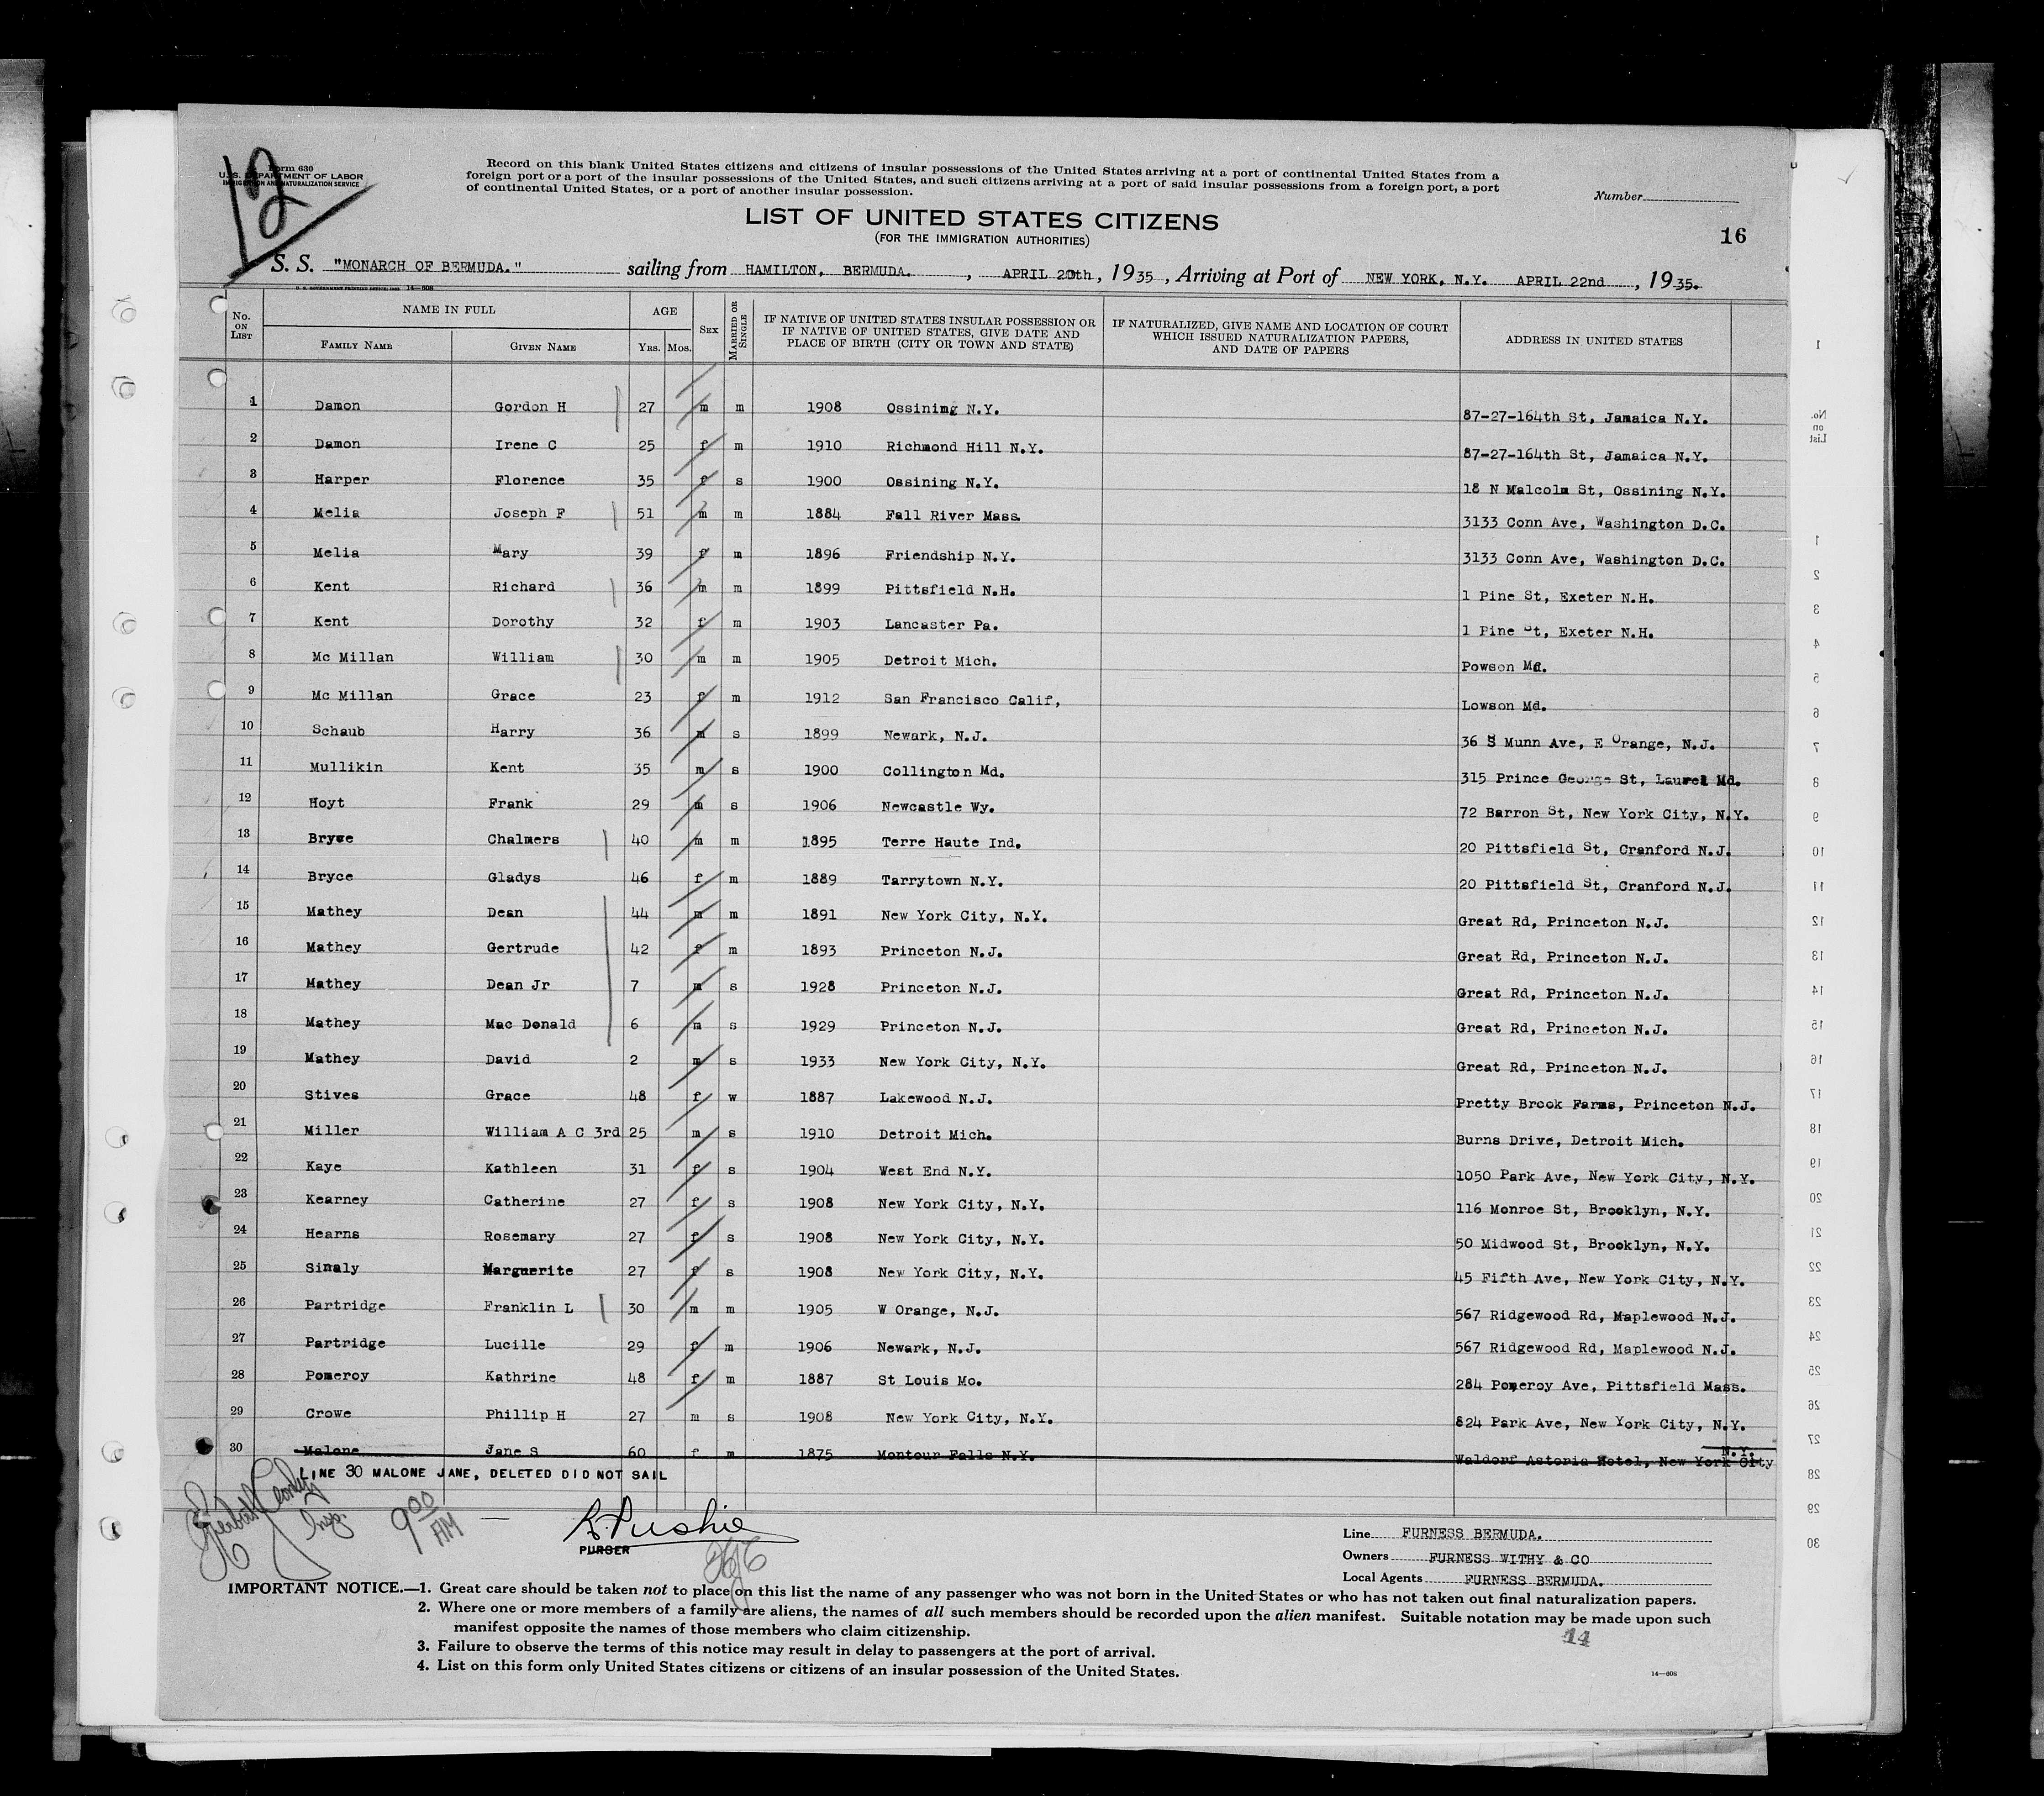 12
Form 630
U. S. DEPARTMENT OF LABOR
IMMIGRATION AND NATURALIZATION SERVICE
Record on this blank United States citizens and citizens of insular possessions of the United States arriving at a port of continental United States from a
foreign port or a port of the insular possessions of the United States, and such citizens arriving at a port of said insular possessions from a foreign port, a port
of continental United States, or a port of another insular possession.
Number
LIST OF UNITED STATES CITIZENS
(FOR THE IMMIGRATION AUTHORITIES)
16
S. S. "MONARCH OF BERMUDA." sailing from HAMILTON, BERMUDA. , APRIL 20th, 1935, Arriving at Port of NEW YORK, N.Y. APRIL 22nd, 1935.
No. ON LIST NAME IN FULL FAMILY NAME GIVEN NAME AGE YRS. MOS. SEX MARRIED OR SINGLE IF NATIVE OF UNITED STATES INSULAR POSSESSION OR IF NATIVE OF UNITED STATES, GIVE DATE AND PLACE OF BIRTH (CITY OR TOWN AND STATE) IF NATURALIZED, GIVE NAME AND LOCATION OF COURT WHICH ISSUED NATURALIZATION PAPERS, AND DATE OF PAPERS ADDRESS IN UNITED STATES
1 Damon Gordon H 27 m m 1908 Ossining N.Y. 87-27-164th St, Jamaica N.Y.
2 Damon Irene C 25 f m 1910 Richmond Hill N.Y. 87-27-164th St, Jamaica N.Y.
3 Harper Florence 35 f s 1900 Ossining N.Y. 18 N Malcolm St, Ossining N.Y.
4 Melia Joseph F 51 m m 1884 Fall River Mass. 3133 Conn Ave, Washington D.C.
5 Melia Mary 39 f m 1896 Friendship N.Y. 3133 Conn Ave, Washington D.C.
6 Kent Richard 36 m m 1899 Pittsfield N.H. 1 Pine St, Exeter N.H.
7 Kent Dorothy 32 f m 1903 Lancaster Pa. 1 Pine St, Exeter N.H.
8 Mc Millan William 30 m m 1905 Detroit Mich. Powson Md.
9 Mc Millan Grace 23 f m 1912 San Francisco Calif, Lowson Md.
10 Schaub Harry 36 m s 1899 Newark, N.J. 36 S Munn Ave, E Orange, N.J.
11 Mullikin Kent 35 m s 1900 Collington Md. 315 Prince George St, Laurel Md.
12 Hoyt Frank 29 m s 1906 Newcastle Wy. 72 Barron St, New York City, N.Y.
13 Bryce Chalmers 40 m m 1895 Terre Haute Ind. 20 Pittsfield St, Cranford N.J.
14 Bryce Gladys 46 f m 1889 Tarrytown N.Y. 20 Pittsfield St, Cranford N.J.
15 Mathey Dean 44 m m 1891 New York City, N.Y. Great Rd, Princeton N.J.
16 Mathey Gertrude 42 f m 1893 Princeton N.J. Great Rd, Princeton N.J.
17 Mathey Dean Jr 7 m s 1928 Princeton N.J. Great Rd, Princeton N.J.
18 Mathey Mac Donald 6 m s 1929 Princeton N.J. Great Rd, Princeton N.J.
19 Mathey David 2 m s 1933 New York City, N.Y. Great Rd, Princeton N.J.
20 Stives Grace 48 f w 1887 Lakewood N.J. Pretty Brook Farms, Princeton N.J.
21 Miller William A C 3rd 25 m s 1910 Detroit Mich. Burns Drive, Detroit Mich.
22 Kaye Kathleen 31 f s 1904 West End N.Y. 1050 Park Ave, New York City, N.Y.
23 Kearney Catherine 27 f s 1908 New York City, N.Y. 116 Monroe St, Brooklyn, N.Y.
24 Hearns Rosemary 27 f s 1908 New York City, N.Y. 50 Midwood St, Brooklyn, N.Y.
25 Sinaly Marguerite 27 f s 1908 New York City, N.Y. 45 Fifth Ave, New York City, N.Y.
26 Partridge Franklin L 30 m m 1905 W Orange, N.J. 567 Ridgewood Rd, Maplewood N.J.
27 Partridge Lucille 29 f m 1906 Newark, N.J. 567 Ridgewood Rd, Maplewood N.J.
28 Pomeroy Kathrine 48 f m 1887 St Louis Mo. 284 Pomeroy Ave, Pittsfield Mass.
29 Crowe Phillip H 27 m s 1908 New York City, N.Y. 824 Park Ave, New York City, N.Y.
30 Malone Jane S 60 f m 1875 Montour Falls N.Y. Waldorf Astoria Hotel, New York City N.Y.
LINE 30 MALONE JANE, DELETED DID NOT SAIL
Insp. 9 00 AM
PURSER
Line FURNESS BERMUDA.
Owners FURNESS WITHY & CO
Local Agents FURNESS BERMUDA.
IMPORTANT NOTICE.—1. Great care should be taken not to place on this list the name of any passenger who was not born in the United States or who has not taken out final naturalization papers.
2. Where one or more members of a family are aliens, the names of all such members should be recorded upon the alien manifest. Suitable notation may be made upon such
manifest opposite the names of those members who claim citizenship.
3. Failure to observe the terms of this notice may result in delay to passengers at the port of arrival.
4. List on this form only United States citizens or citizens of an insular possession of the United States.
14
14—608